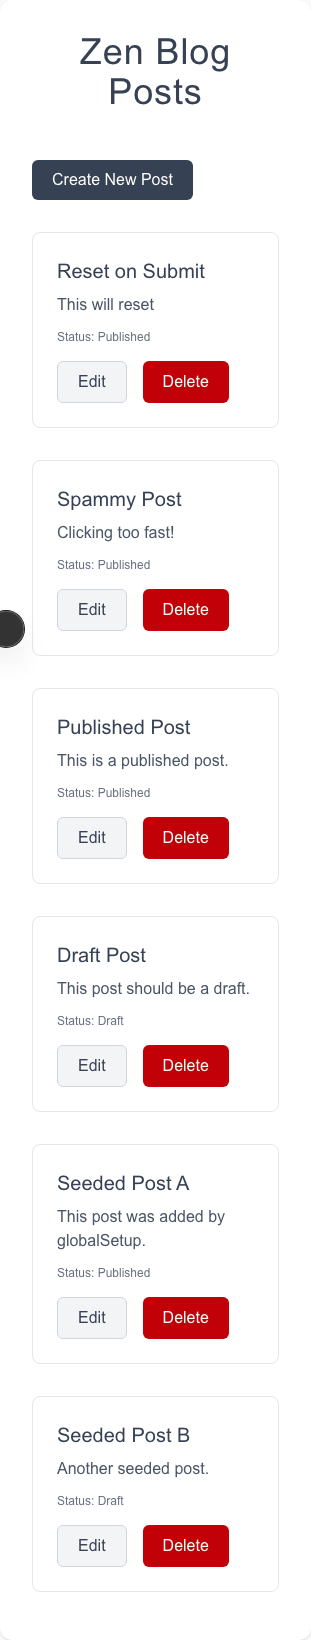 Zen Blog
Posts
Create New Post
Reset on Submit
This will reset
Status: Published
Edit Delete
Spammy Post
Clicking too fast!
Status: Published
Edit Delete
Published Post
This is a published post.
Status: Published
Edit Delete
Draft Post
This post should be a draft.
Status: Draft
Edit Delete
Seeded Post A
This post was added by
globalSetup.
Status: Published
Edit Delete
Seeded Post B
Another seeded post.
Status: Draft
Edit Delete